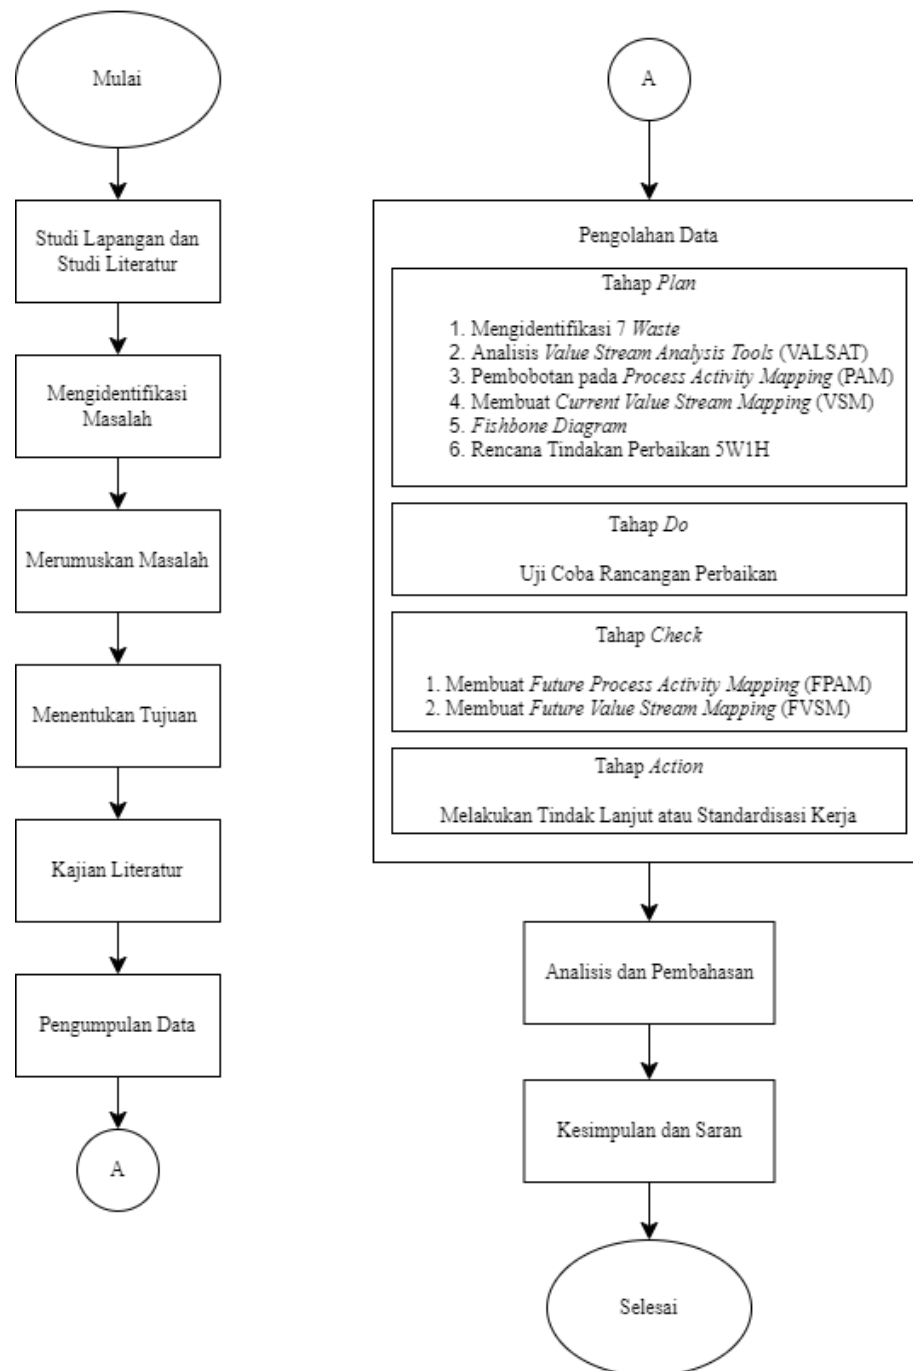 Mulai
Studi Lapangan dan
Studi Literatur
Mengidentifikasi
Masalah
Merumuskan Masalah
Menentukan Tujuan
Kajian Literatur
Pengumpulan Data
A
A
Pengolahan Data
Tahap Plan
1. Mengidentifikasi 7 Waste
2. Analisis Value Stream Analysis Tools (VALSAT)
3. Pembobotan pada Process Activity Mapping (PAM)
4. Membuat Current Value Stream Mapping (VSM)
5. Fishbone Diagram
6. Rencana Tindakan Perbaikan 5W1H
Tahap Do
Uji Coba Rancangan Perbaikan
Tahap Check
1. Membuat Future Process Activity Mapping (FPAM)
2. Membuat Future Value Stream Mapping (FVSM)
Tahap Action
Melakukan Tindak Lanjut atau Standardisasi Kerja
Analisis dan Pembahasan
Kesimpulan dan Saran
Selesai